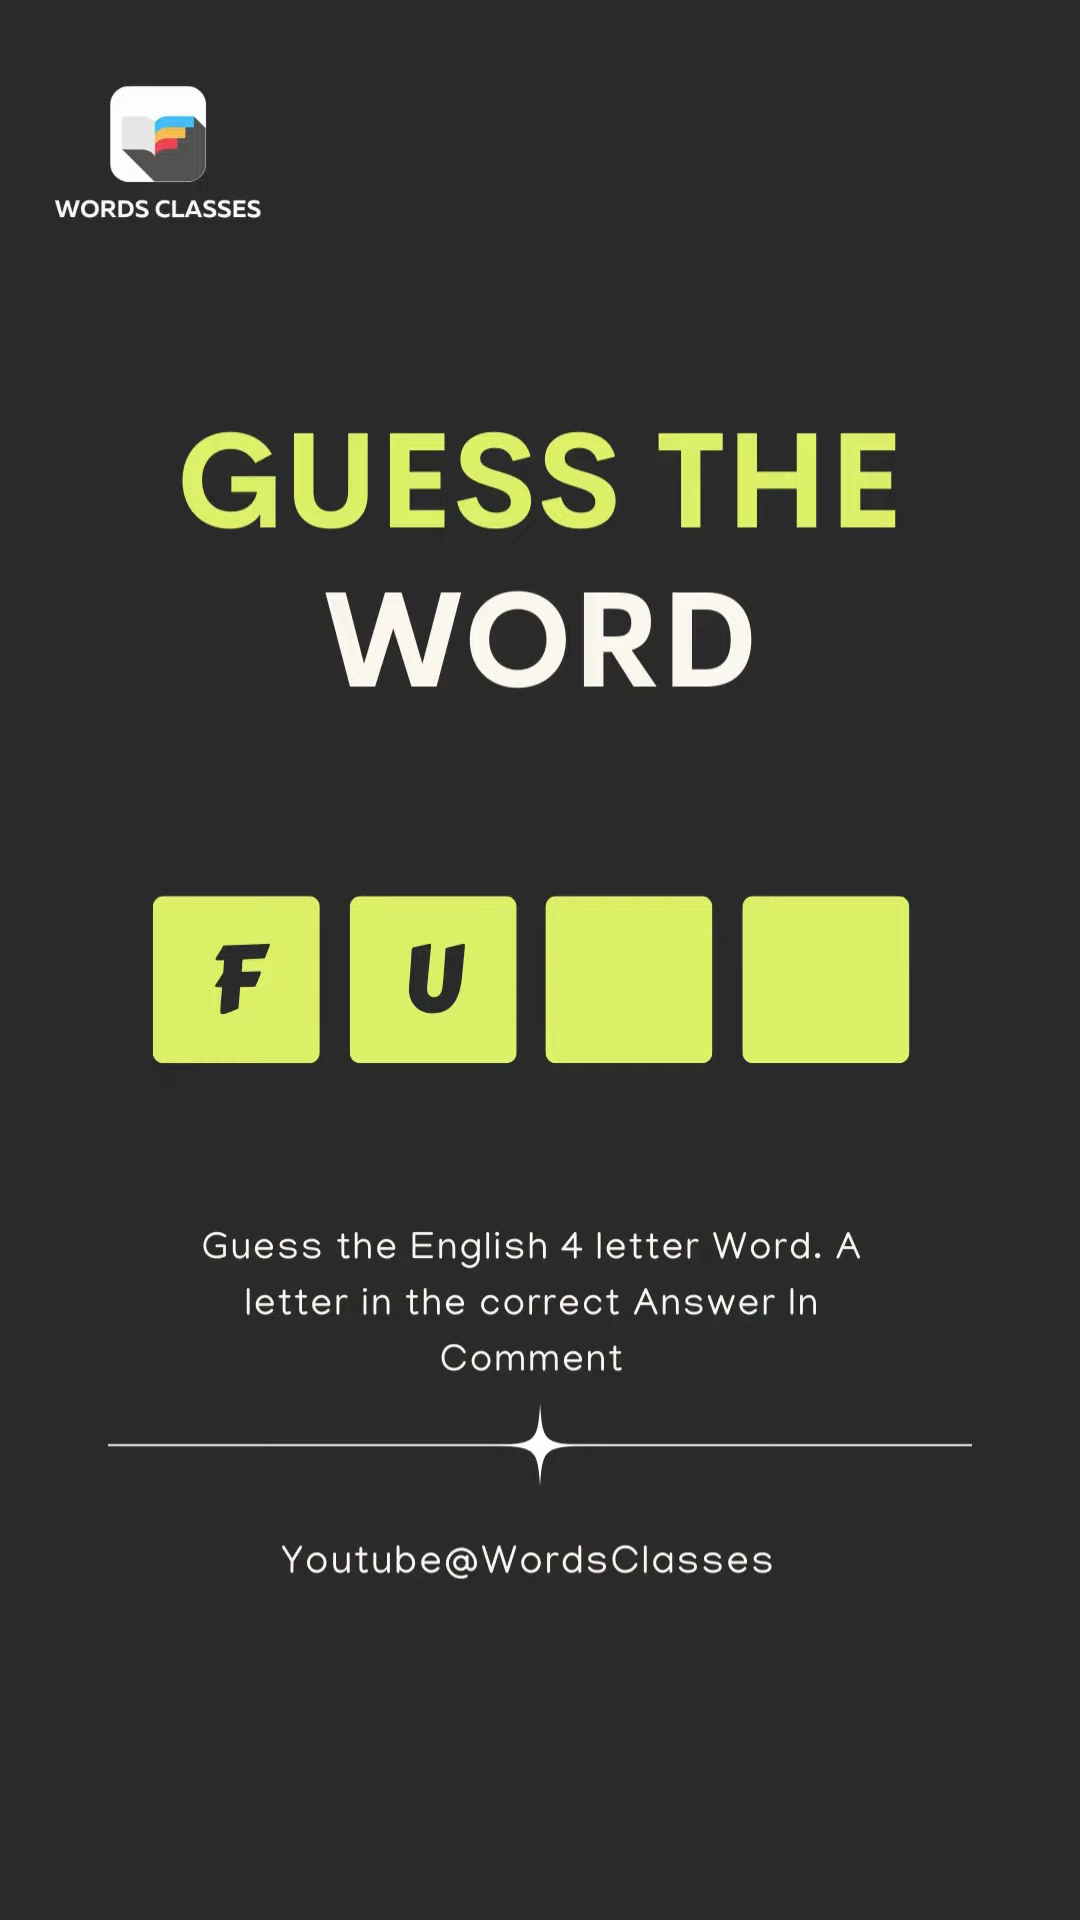 WORDS CLASSES
GUESS THE
WORD
F U
Guess the English 4 letter Word. A
letter in the correct Answer In
Comment
Youtube@WordsClasses